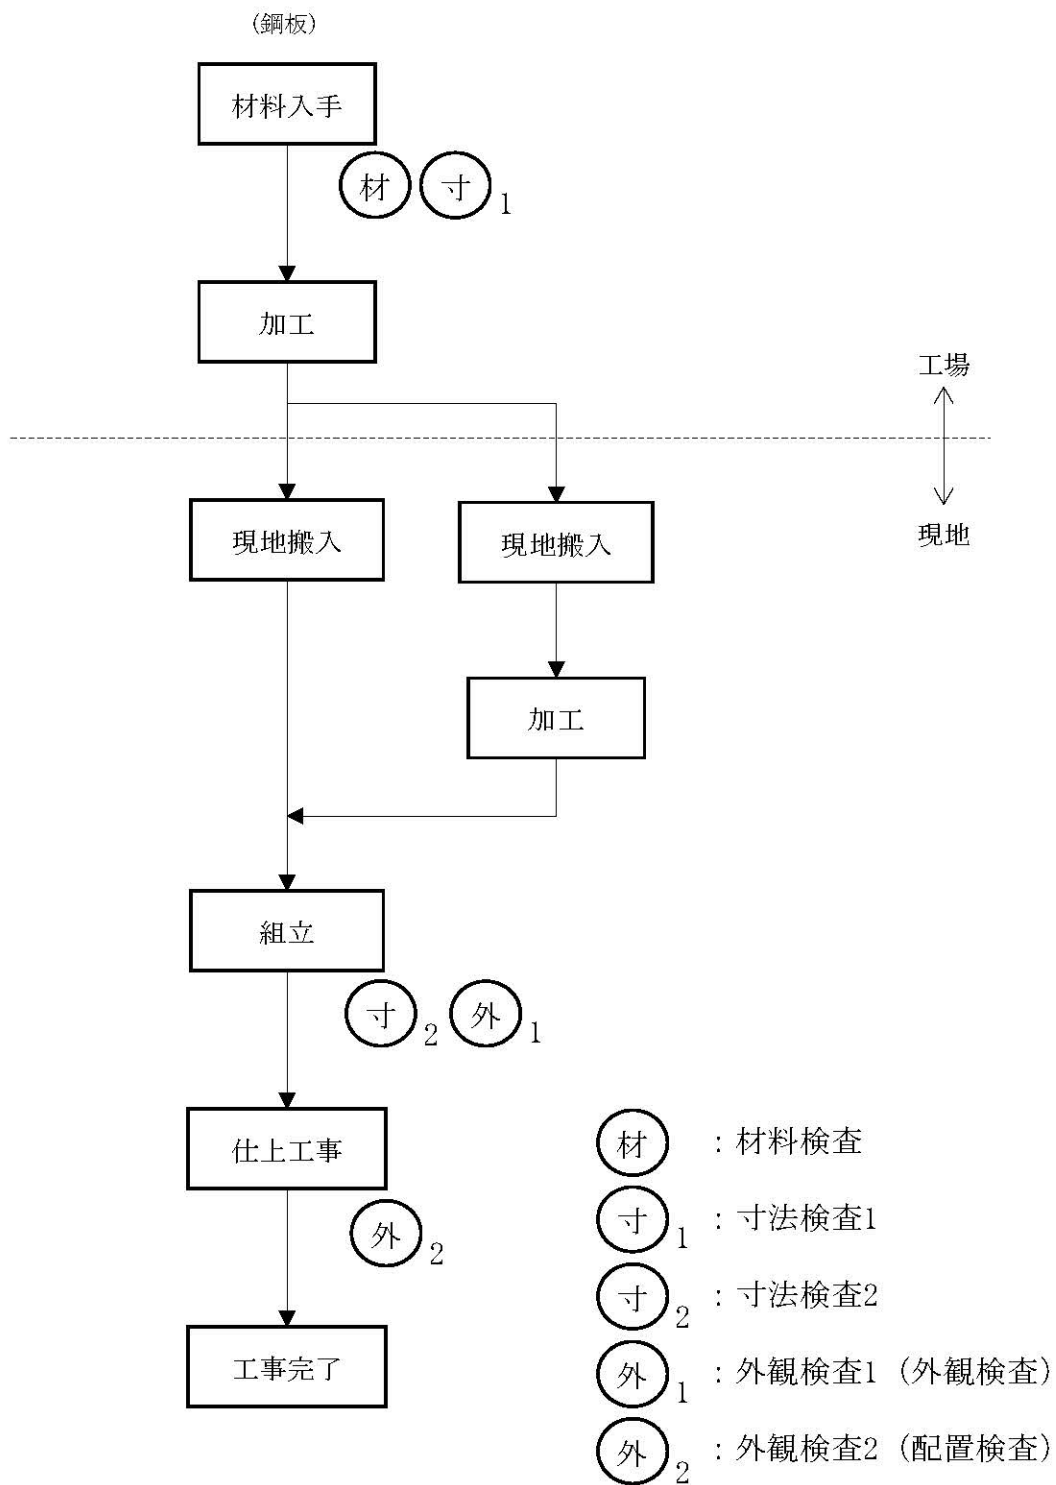 (鋼板)
材料入手
材 寸1
加工
工場
現地
現地搬入
現地搬入
加工
組立
寸2 外1
仕上工事
外2
工事完了
材 : 材料検査
寸1 : 寸法検査1
寸2 : 寸法検査2
外1 : 外観検査1 (外観検査)
外2 : 外観検査2 (配置検査)